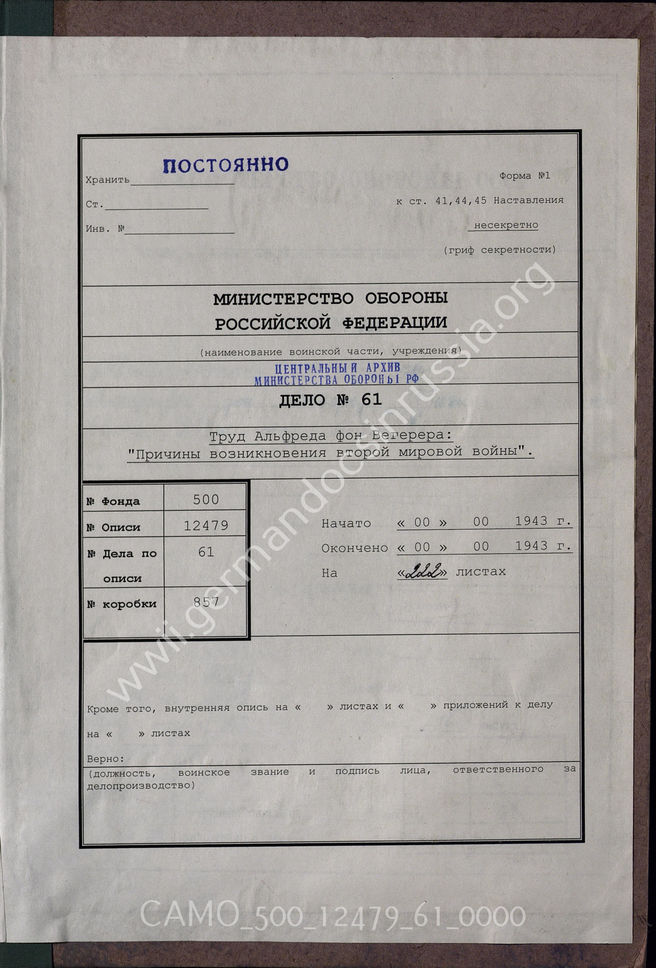 ПОСТОЯННО
Хранить
Форма №1
Ст.
к ст. 41,44,45 Наставления
Инв. №
несекретно
(гриф секретности)
МИНИСТЕРСТВО ОБОРОНЫ
РОССИЙСКОЙ ФЕДЕРАЦИИ
(наименование воинской части, учреждения)
ЦЕНТРАЛЬНЫЙ АРХИВ
МИНИСТЕРСТВА ОБОРОНЫ РФ
ДЕЛО № 61
Труд Альфреда фон Вегерера:
"Причины возникновения второй мировой войны".
№ Фонда 500
№ Описи 12479
№ Дела по описи 61
№ коробки 857
Начато « 00 » 00 1943 г.
Окончено « 00 » 00 1943 г.
На «222» листах
Кроме того, внутренняя опись на « » листах и « » приложений к делу
на « » листах
Верно:
(должность, воинское звание и подпись лица, ответственного за
делопроизводство)
wwii.germandocsinrussia.org
CAMO_500_12479_61_0000